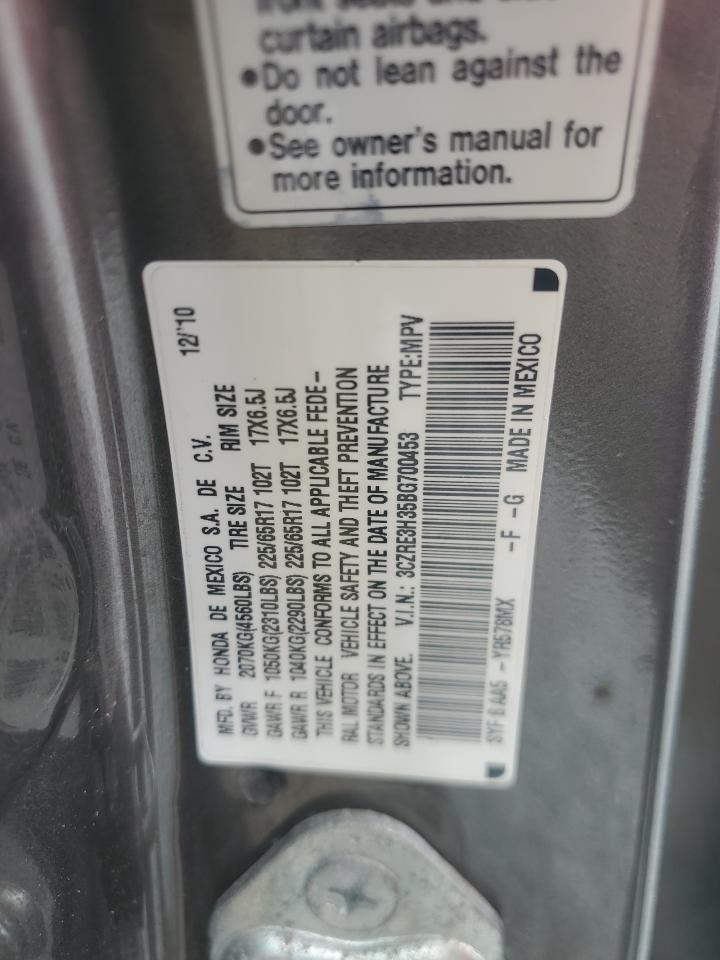 curtain airbags.
•Do not lean against the
door.
•See owner's manual for
more information.
MFD. BY HONDA DE MEXICO S.A. DE C.V. 12/'10
GVWR 2070KG(4560LBS) TIRE SIZE RIM SIZE
GAWR F 1050KG(2310LBS) 225/65R17 102T 17X6.5J
GAWR R 1040KG(2290LBS) 225/65R17 102T 17X6.5J
THIS VEHICLE CONFORMS TO ALL APPLICABLE FEDE-
RAL MOTOR VEHICLE SAFETY AND THEFT PREVENTION
STANDARDS IN EFFECT ON THE DATE OF MANUFACTURE
SHOWN ABOVE. V.I.N.: 3CZRE3H35BG700453 TYPE:MPV
SYF B AA5 -YR578MX -F -G MADE IN MEXICO